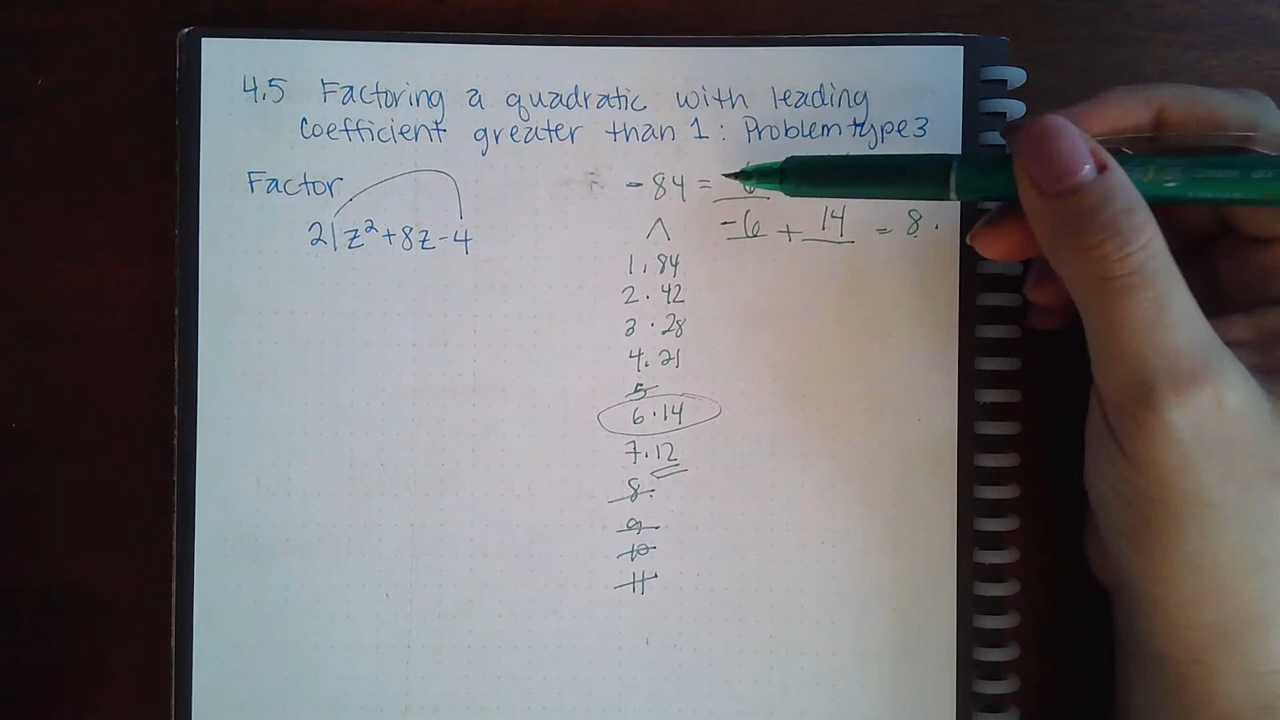 4.5 Factoring a quadratic with leading
coefficient greater than 1: Problem type 3
Factor
21z²+8z-4
-84 =
-6 + 14 = 8.
1.84
2.42
3.28
4.21
5
6.14
7.12
8.
9
10
11